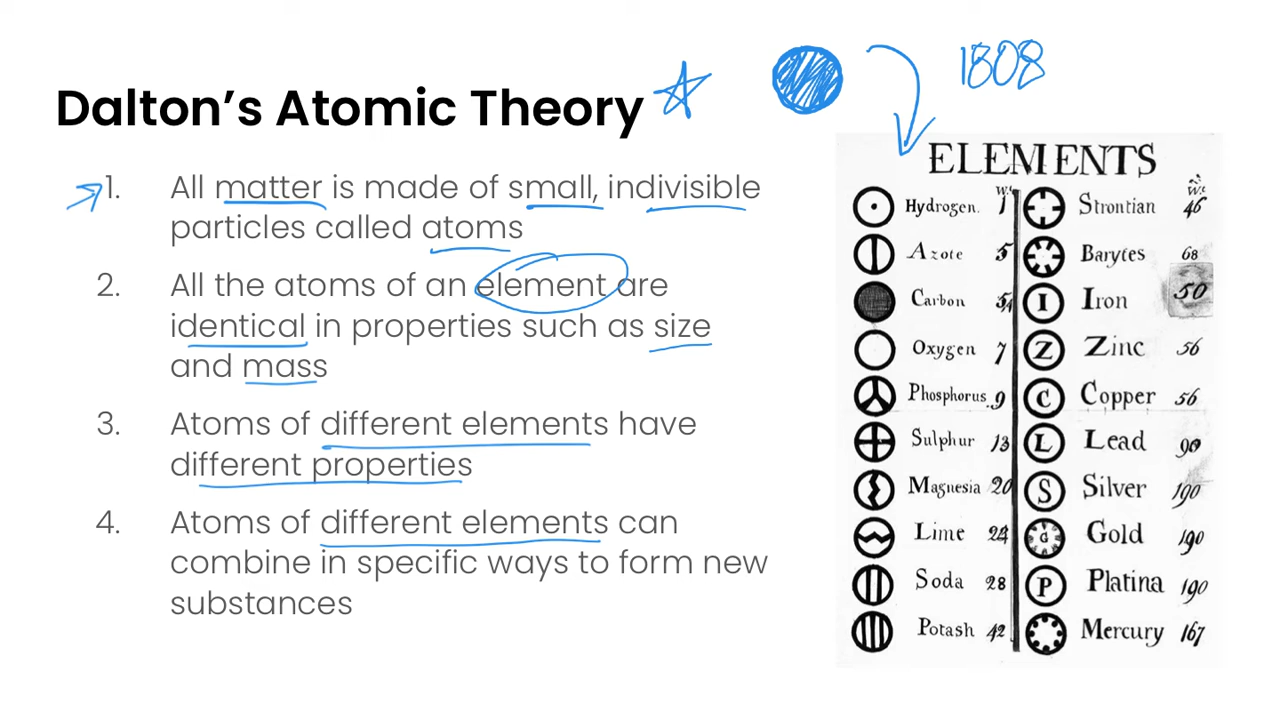 1808
Dalton's Atomic Theory
1. All matter is made of small, indivisible
particles called atoms
2. All the atoms of an element are
identical in properties such as size
and mass
3. Atoms of different elements have
different properties
4. Atoms of different elements can
combine in specific ways to form new
substances
ELEMENTS
Hydrogen. 1
Azote 5
Carbon 5
Oxygen 7
Phosphorus. 9
Sulphur 13
Magnesia 20
Lime 24
Soda 28
Potash 42
Strontian 46
Barytes 68
I Iron 50
Z Zinc 56
C Copper 56
L Lead 90
S Silver 190
G Gold 190
P Platina 190
Mercury 167